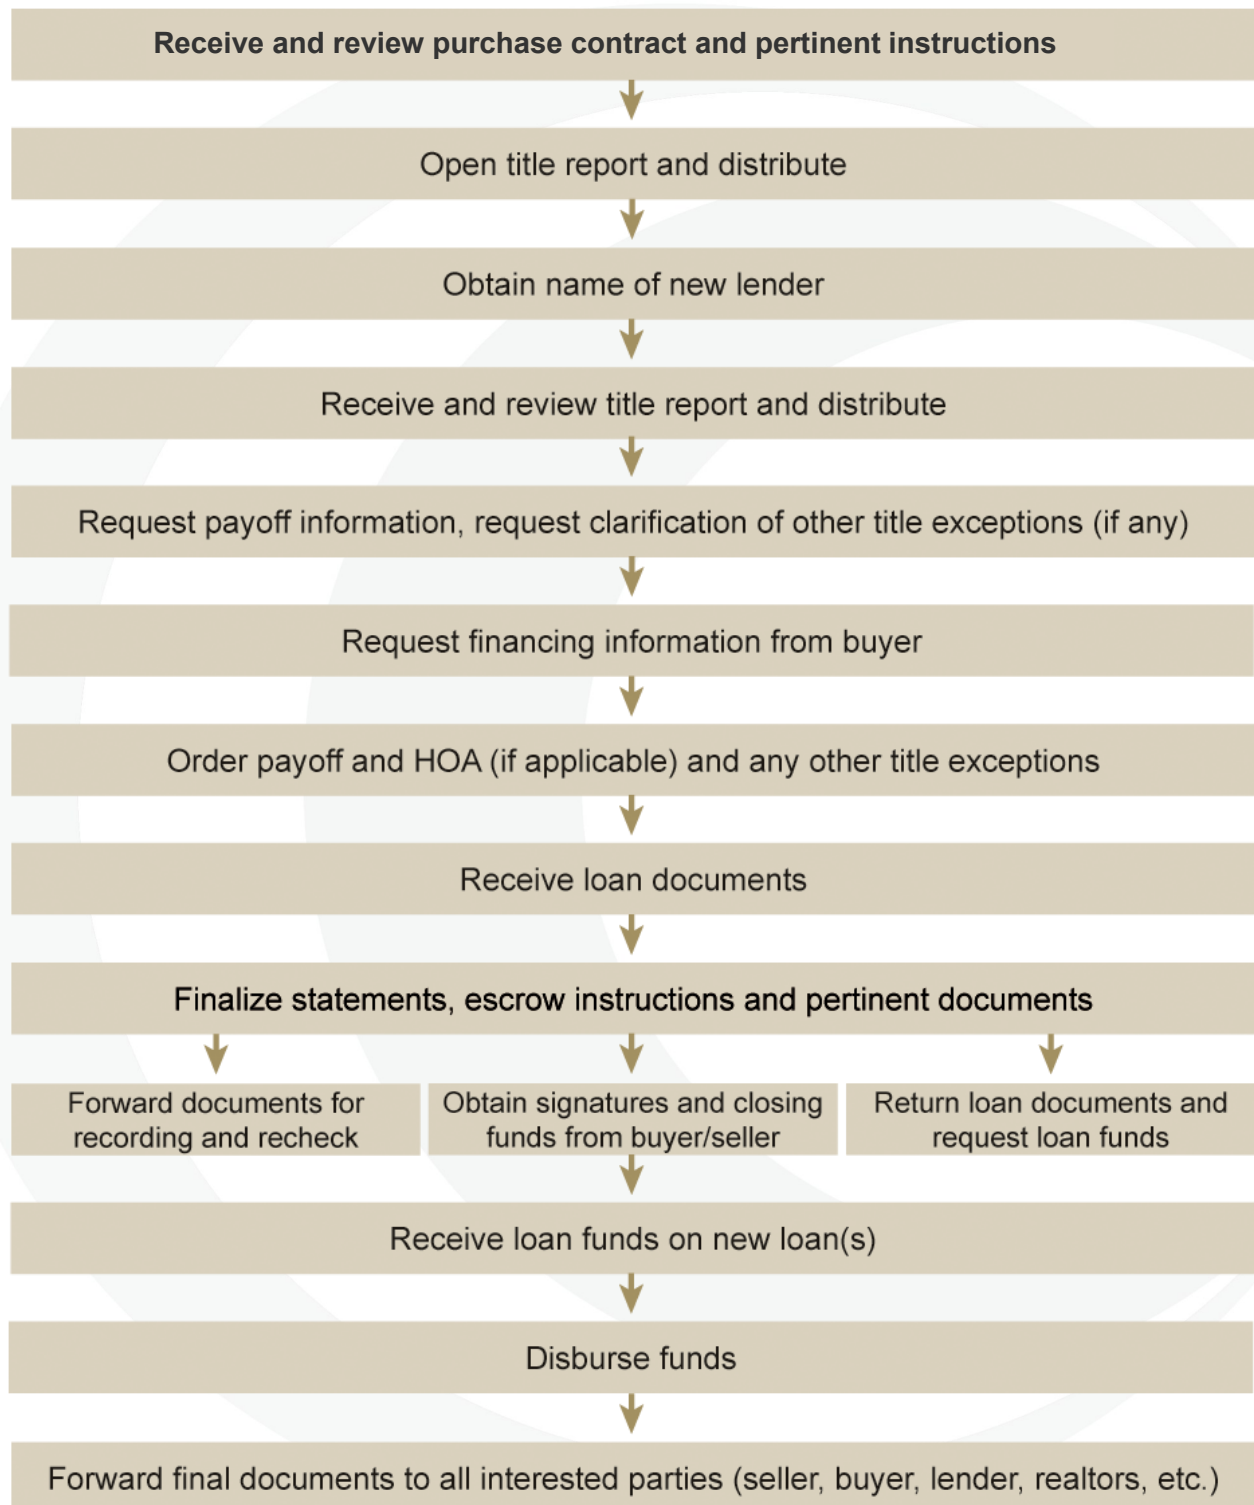 Receive and review purchase contract and pertinent instructions
Open title report and distribute
Obtain name of new lender
Receive and review title report and distribute
Request payoff information, request clarification of other title exceptions (if any)
Request financing information from buyer
Order payoff and HOA (if applicable) and any other title exceptions
Receive loan documents
Finalize statements, escrow instructions and pertinent documents
Forward documents for
recording and recheck
Obtain signatures and closing
funds from buyer/seller
Return loan documents and
request loan funds
Receive loan funds on new loan(s)
Disburse funds
Forward final documents to all interested parties (seller, buyer, lender, realtors, etc.)